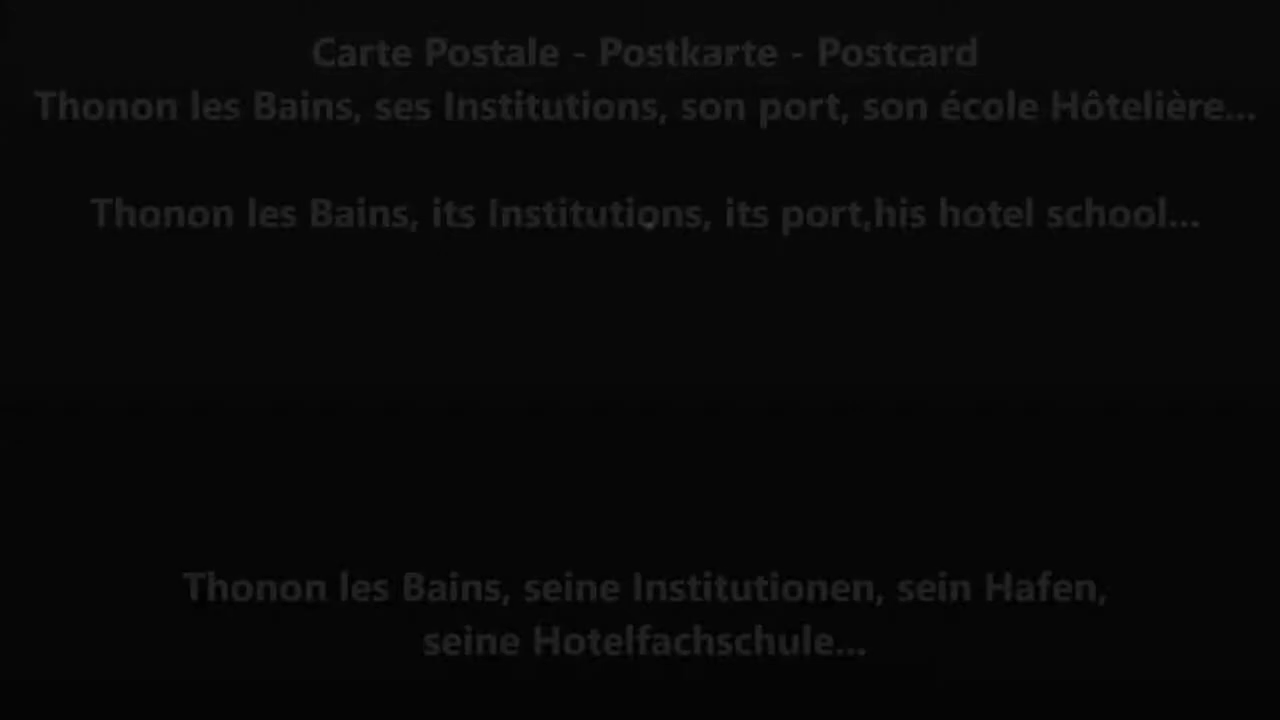 Carte Postale - Postkarte - Postcard
Thonon les Bains, ses Institutions, son port, son école Hôtelière...
Thonon les Bains, its Institutions, its port,his hotel school...
Thonon les Bains, seine Institutionen, sein Hafen,
seine Hotelfachschule...